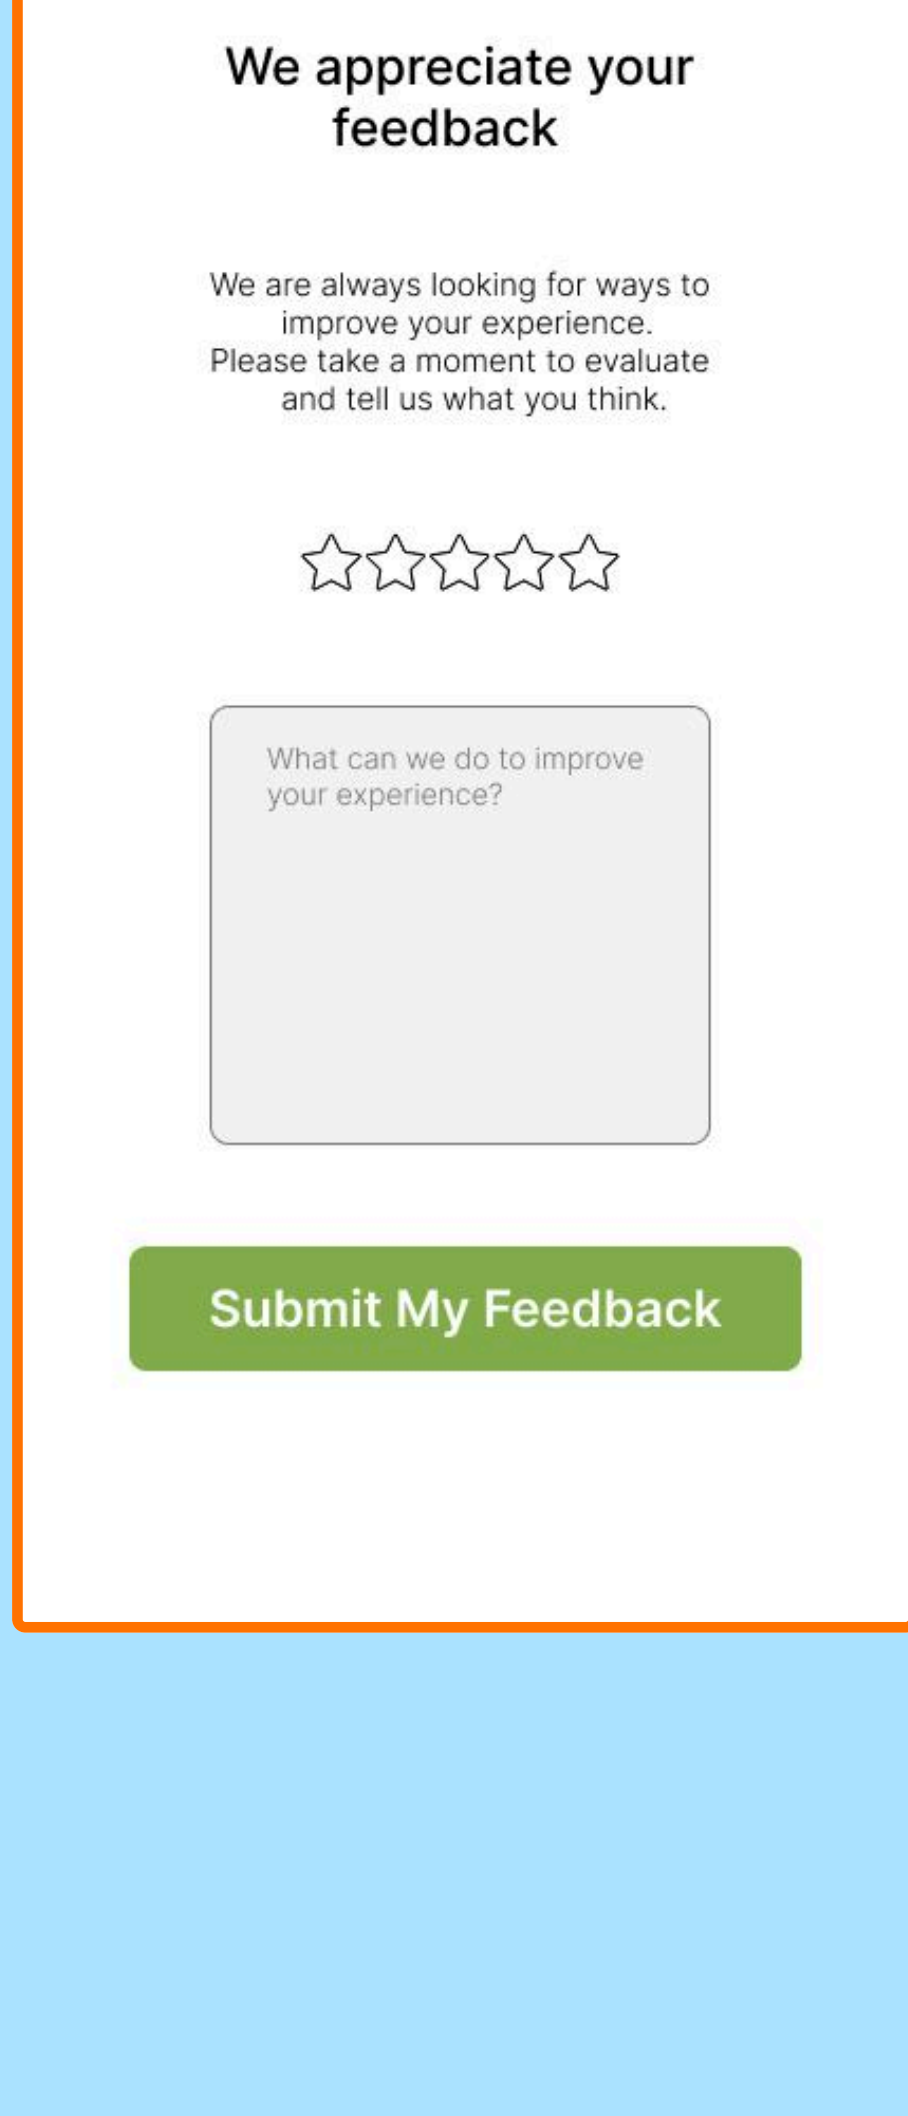 We appreciate your
feedback
We are always looking for ways to
improve your experience.
Please take a moment to evaluate
and tell us what you think.
What can we do to improve
your experience?
Submit My Feedback